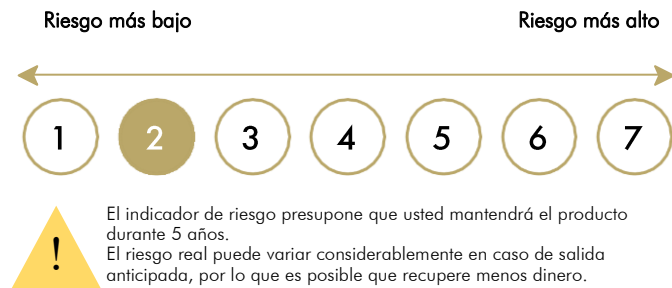 Riesgo más bajo Riesgo más alto
1 2 3 4 5 6 7
! El indicador de riesgo presupone que usted mantendrá el producto
durante 5 años.
El riesgo real puede variar considerablemente en caso de salida
anticipada, por lo que es posible que recupere menos dinero.